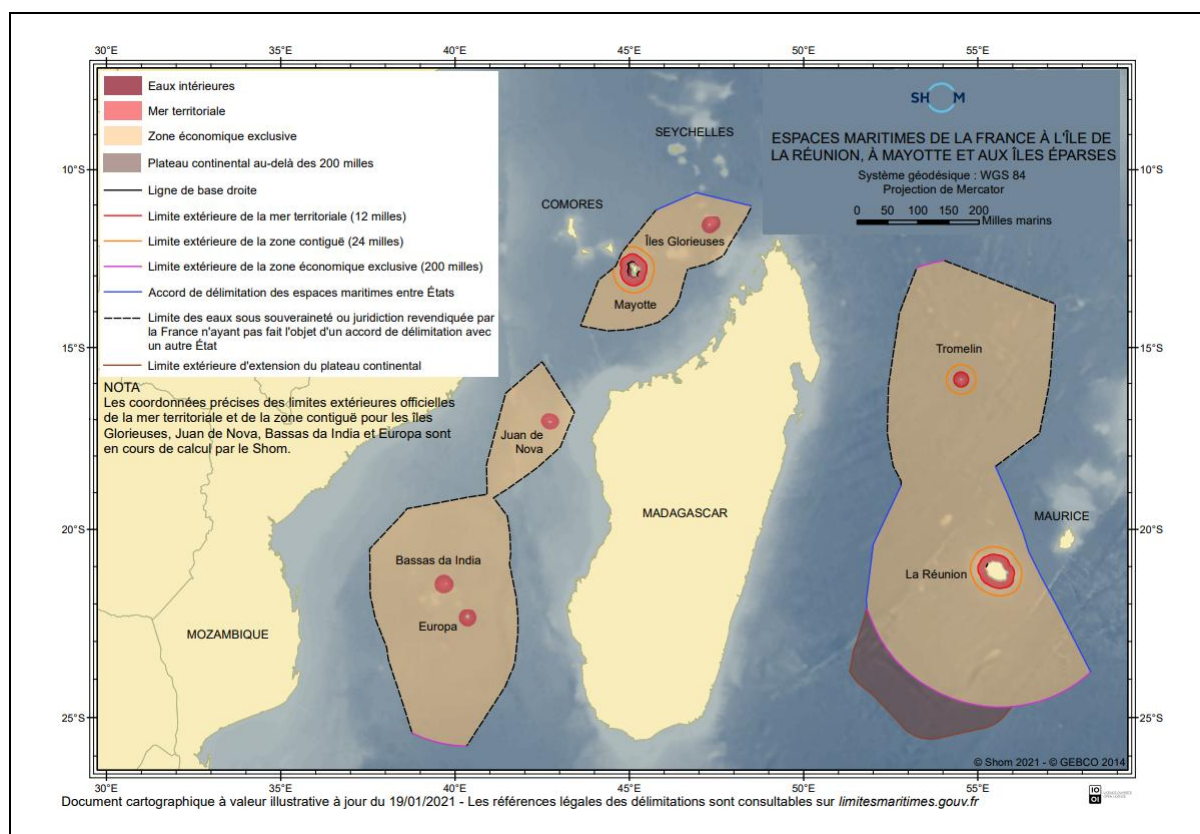 30°E
35°E
40°E
45°E
50°E
55°E
Eaux intérieures
Mer territoriale
Zone économique exclusive
Plateau continental au-delà des 200 milles
Ligne de base droite
Limite extérieure de la mer territoriale (12 milles)
Limite extérieure de la zone contiguë (24 milles)
Limite extérieure de la zone économique exclusive (200 milles)
Accord de délimitation des espaces maritimes entre États
Limite des eaux sous souveraineté ou juridiction revendiquée par
la France n'ayant pas fait l'objet d'un accord de délimitation avec
un autre État
Limite extérieure d'extension du plateau continental
NOTA
Les coordonnées précises des limites extérieures officielles
de la mer territoriale et de la zone contiguë pour les îles
Glorieuses, Juan de Nova, Bassas da India et Europa sont
en cours de calcul par le Shom.
SHOM
ESPACES MARITIMES DE LA FRANCE À L'ÎLE DE
LA RÉUNION, À MAYOTTE ET AUX ÎLES ÉPARSES
Système géodésique : WGS 84
Projection de Mercator
0 50 100 150 200
Milles marins
SEYCHELLES
10°S
10°S
COMORES
Îles Glorieuses
Mayotte
15°S
15°S
Tromelin
Juan de
Nova
MADAGASCAR
MAURICE
20°S
20°S
Bassas da India
La Réunion
Europa
MOZAMBIQUE
25°S
25°S
© Shom 2021 - © GEBCO 2014
30°E
35°E
40°E
45°E
50°E
55°E
Document cartographique à valeur illustrative à jour du 19/01/2021 - Les références légales des délimitations sont consultables sur limitesmaritimes.gouv.fr